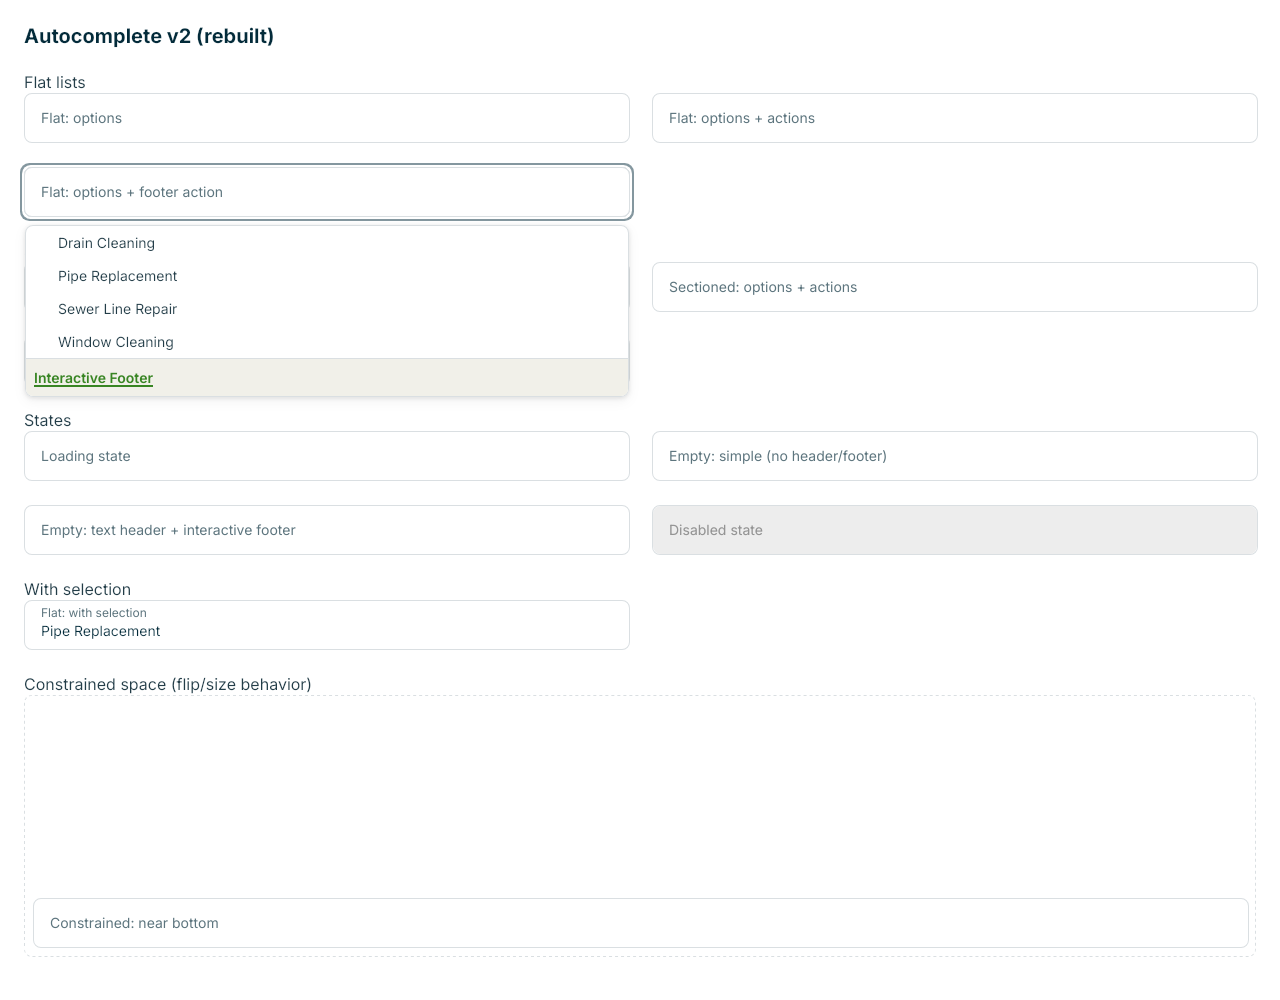 Autocomplete v2 (rebuilt)
Flat lists
Flat: options
Flat: options + actions
Flat: options + footer action
Drain Cleaning
Pipe Replacement
Sewer Line Repair
Window Cleaning
Interactive Footer
Sectioned: options + actions
States
Loading state
Empty: simple (no header/footer)
Empty: text header + interactive footer
Disabled state
With selection
Flat: with selection
Pipe Replacement
Constrained space (flip/size behavior)
Constrained: near bottom